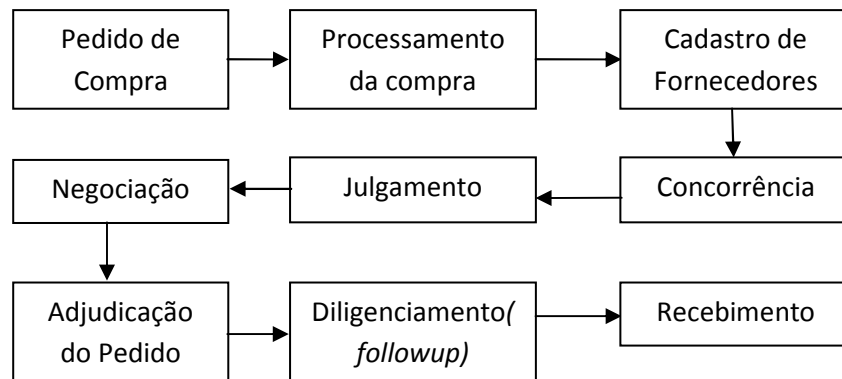 Pedido de
Compra
Processamento
da compra
Cadastro de
Fornecedores
Concorrência
Julgamento
Negociação
Adjudicação
do Pedido
Diligenciamento(
followup)
Recebimento